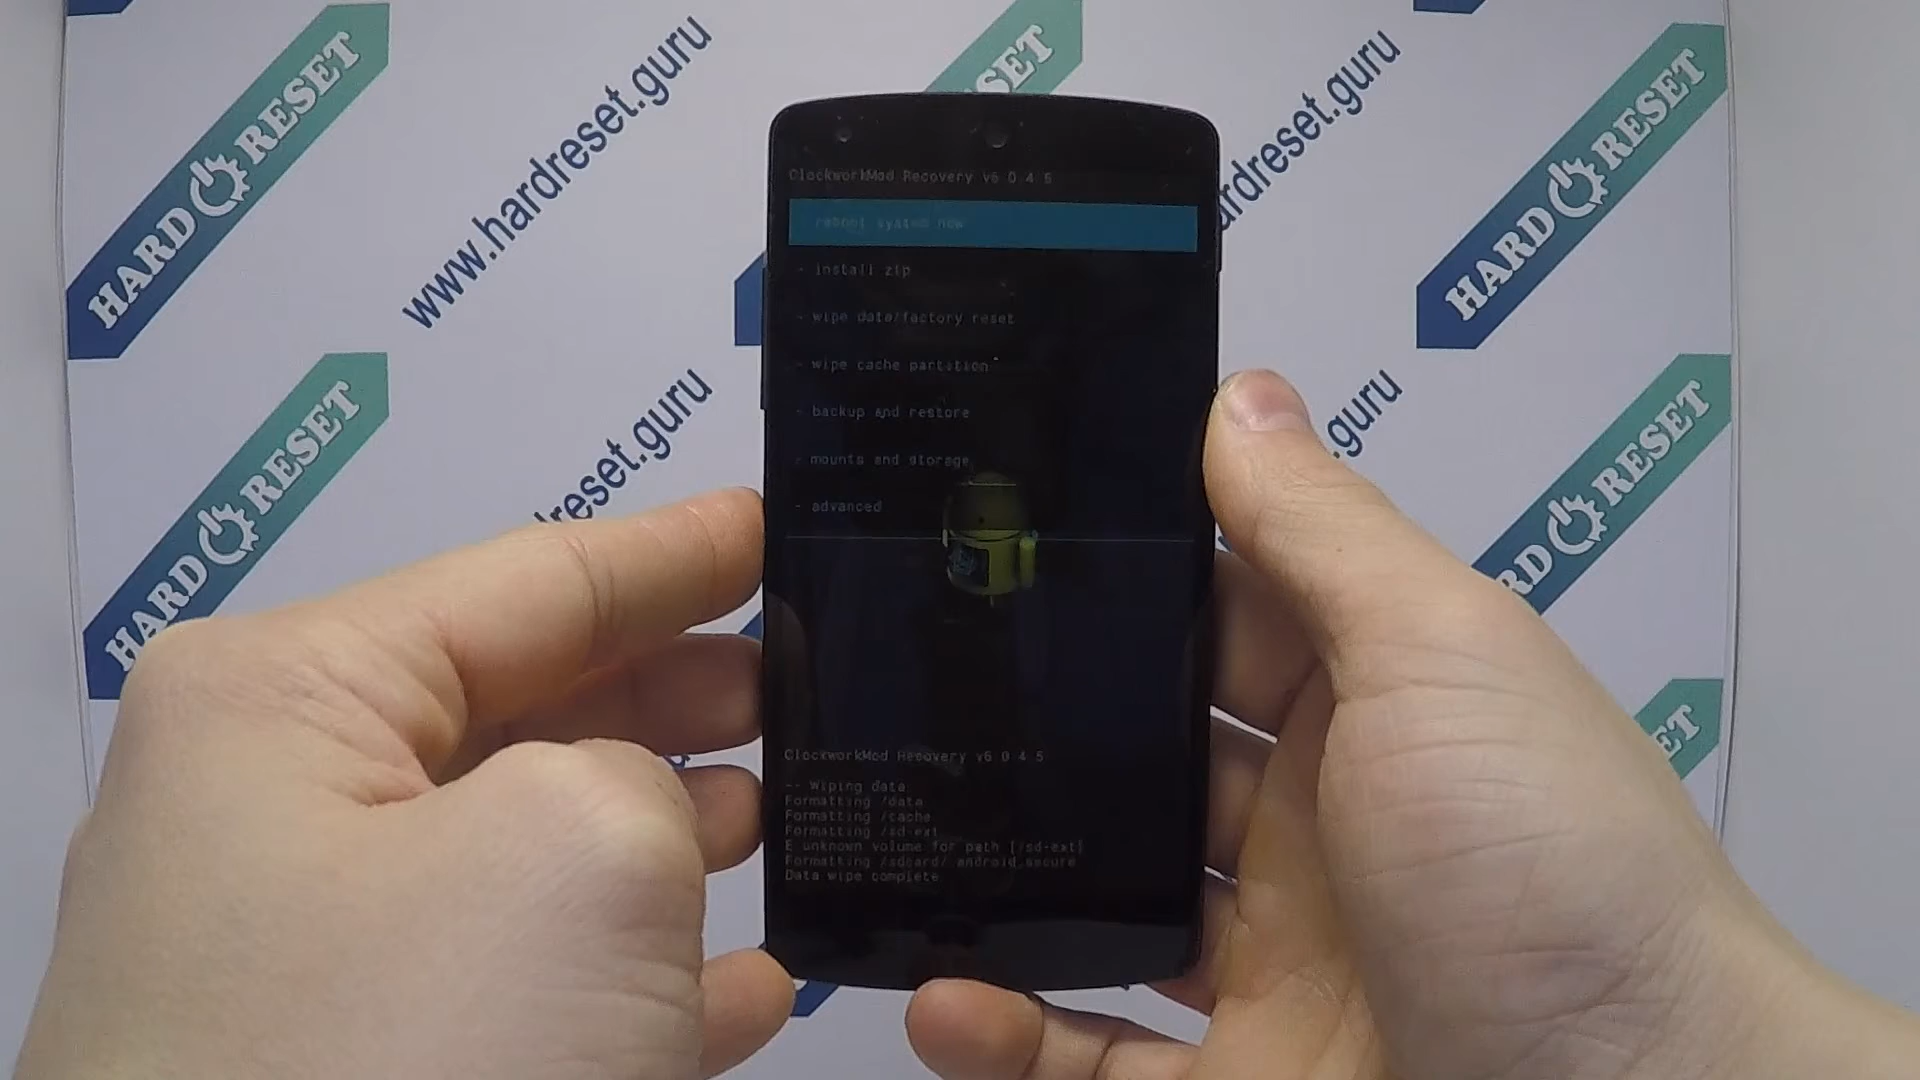 HARD RESET
www.hardreset.guru
RESET
www.hardreset.guru
HARD RESET
ClockworkMod Recovery v6.0.4.5
reboot system now
- install zip
- wipe data/factory reset
- wipe cache partition
- backup and restore
- mounts and storage
- advanced
HARD RESET
hardreset.guru
.guru
HARD RESET
ClockworkMod Recovery v6.0.4.5
-- Wiping data
Formatting /data
Formatting /cache
Formatting /sd-ext
E unknown volume for path [/sd-ext]
Formatting /sdcard/ android_secure
Data wipe complete